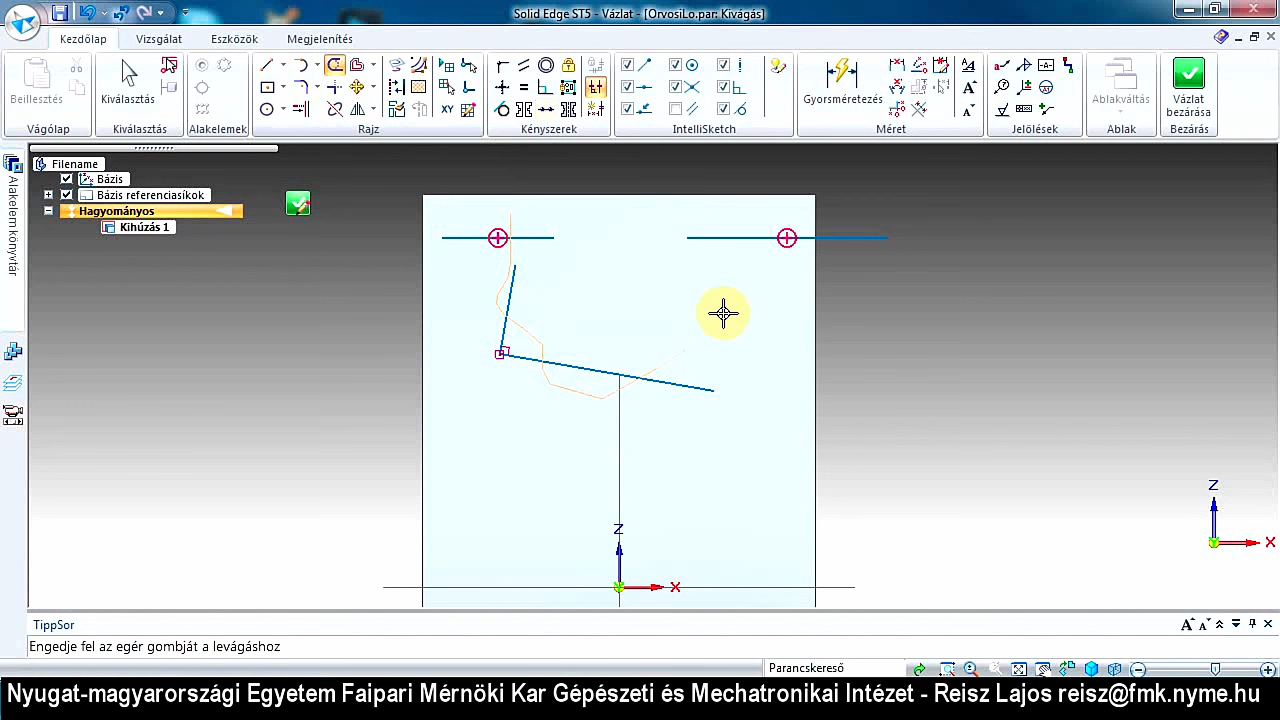 Solid Edge ST5 - Vázlat - [OrvosiLo.par: Kivágás]
Kezdőlap Vizsgálat Eszközök Megjelenítés
Beillesztés Kiválasztás Gyorsméretezés Ablakváltás Vázlat bezárása
Vágólap Kiválasztás Alakelemek Rajz Kényszerek IntelliSketch Méret Jelölések Ablak Bezárás
Alakelem könyvtár
Filename
Bázis
Bázis referenciasíkok
Hagyományos
Kihúzás 1
Z
Z
X
X
TippSor
Engedje fel az egér gombját a levágáshoz
Parancskereső
Nyugat-magyarországi Egyetem Faipari Mérnöki Kar Gépészeti és Mechatronikai Intézet - Reisz Lajos reisz@fmk.nyme.hu